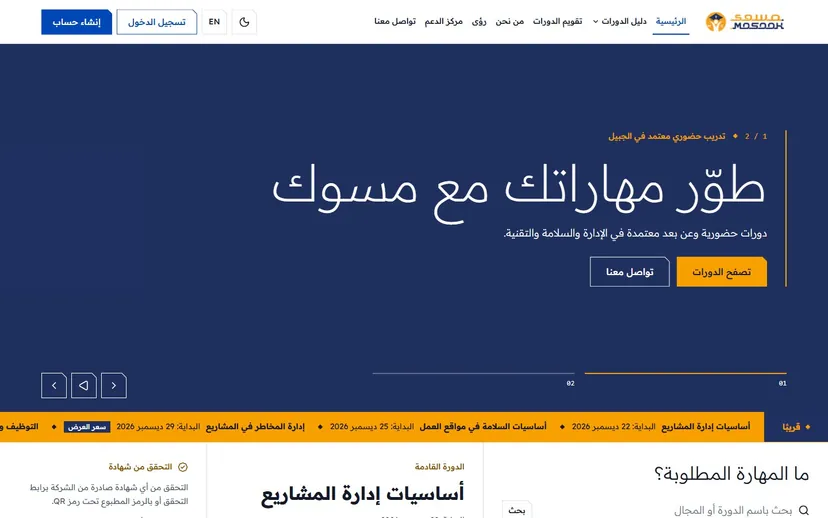 مسوك
MASOOK
الرئيسية
دليل الدورات
تقويم الدورات
من نحن
رؤى
مركز الدعم
تواصل معنا
EN
تسجيل الدخول
إنشاء حساب
1 / 2 ◆ تدريب حضوري معتمد في الجبيل
طوّر مهاراتك مع مسوك
دورات حضورية وعن بعد معتمدة في الإدارة والسلامة والتقنية.
تصفح الدورات
تواصل معنا
01
02
قريبًا
أساسيات إدارة المشاريع البداية: 22 ديسمبر 2026 ◆ أساسيات السلامة في مواقع العمل البداية: 25 ديسمبر 2026 ◆ إدارة المخاطر في المشاريع البداية: 29 ديسمبر 2026 سعر العرض ◆ التوظيف و
ما المهارة المطلوبة؟
بحث باسم الدورة أو المجال
بحث
الدورة القادمة
أساسيات إدارة المشاريع
التحقق من شهادة
التحقق من أي شهادة صادرة من الشركة برابط
التحقق أو بالرمز المطبوع تحت رمز QR.